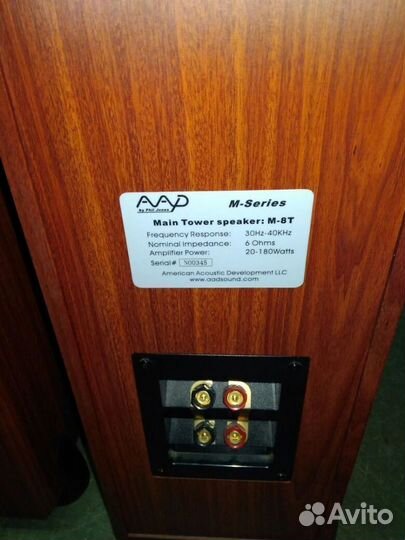 AAD M-Series
by Phil Jones
Main Tower speaker: M-8T
Frequency Response: 30Hz-40KHz
Nominal Impedance: 6 Ohms
Amplifier Power: 20-180Watts
Serial# N00345
American Acoustic Development LLC
www.aadsound.com
Avito